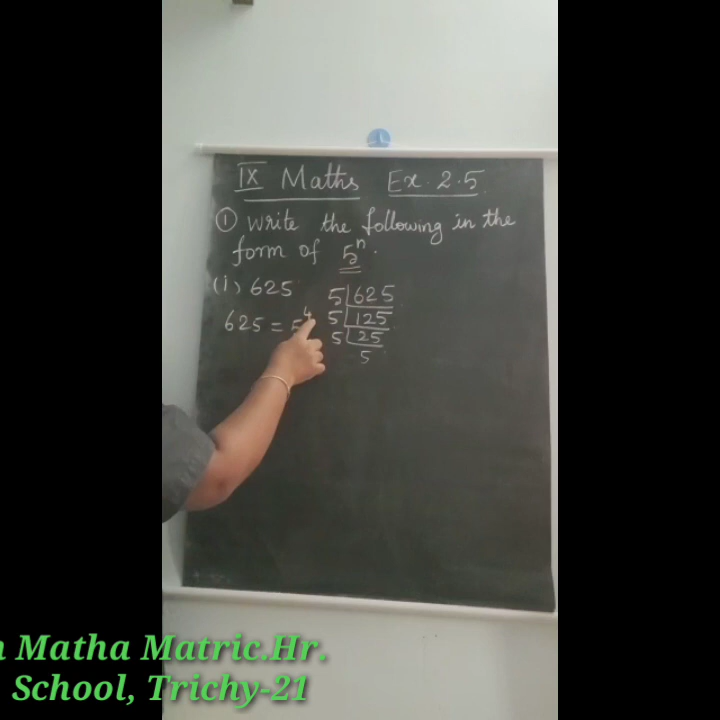 IX Maths Ex. 2.5
① Write the following in the
form of 5ⁿ.
(i) 625
5 | 625
5 | 125
5 | 25
5
625 = 5⁴
Matha Matric.Hr.
School, Trichy-21